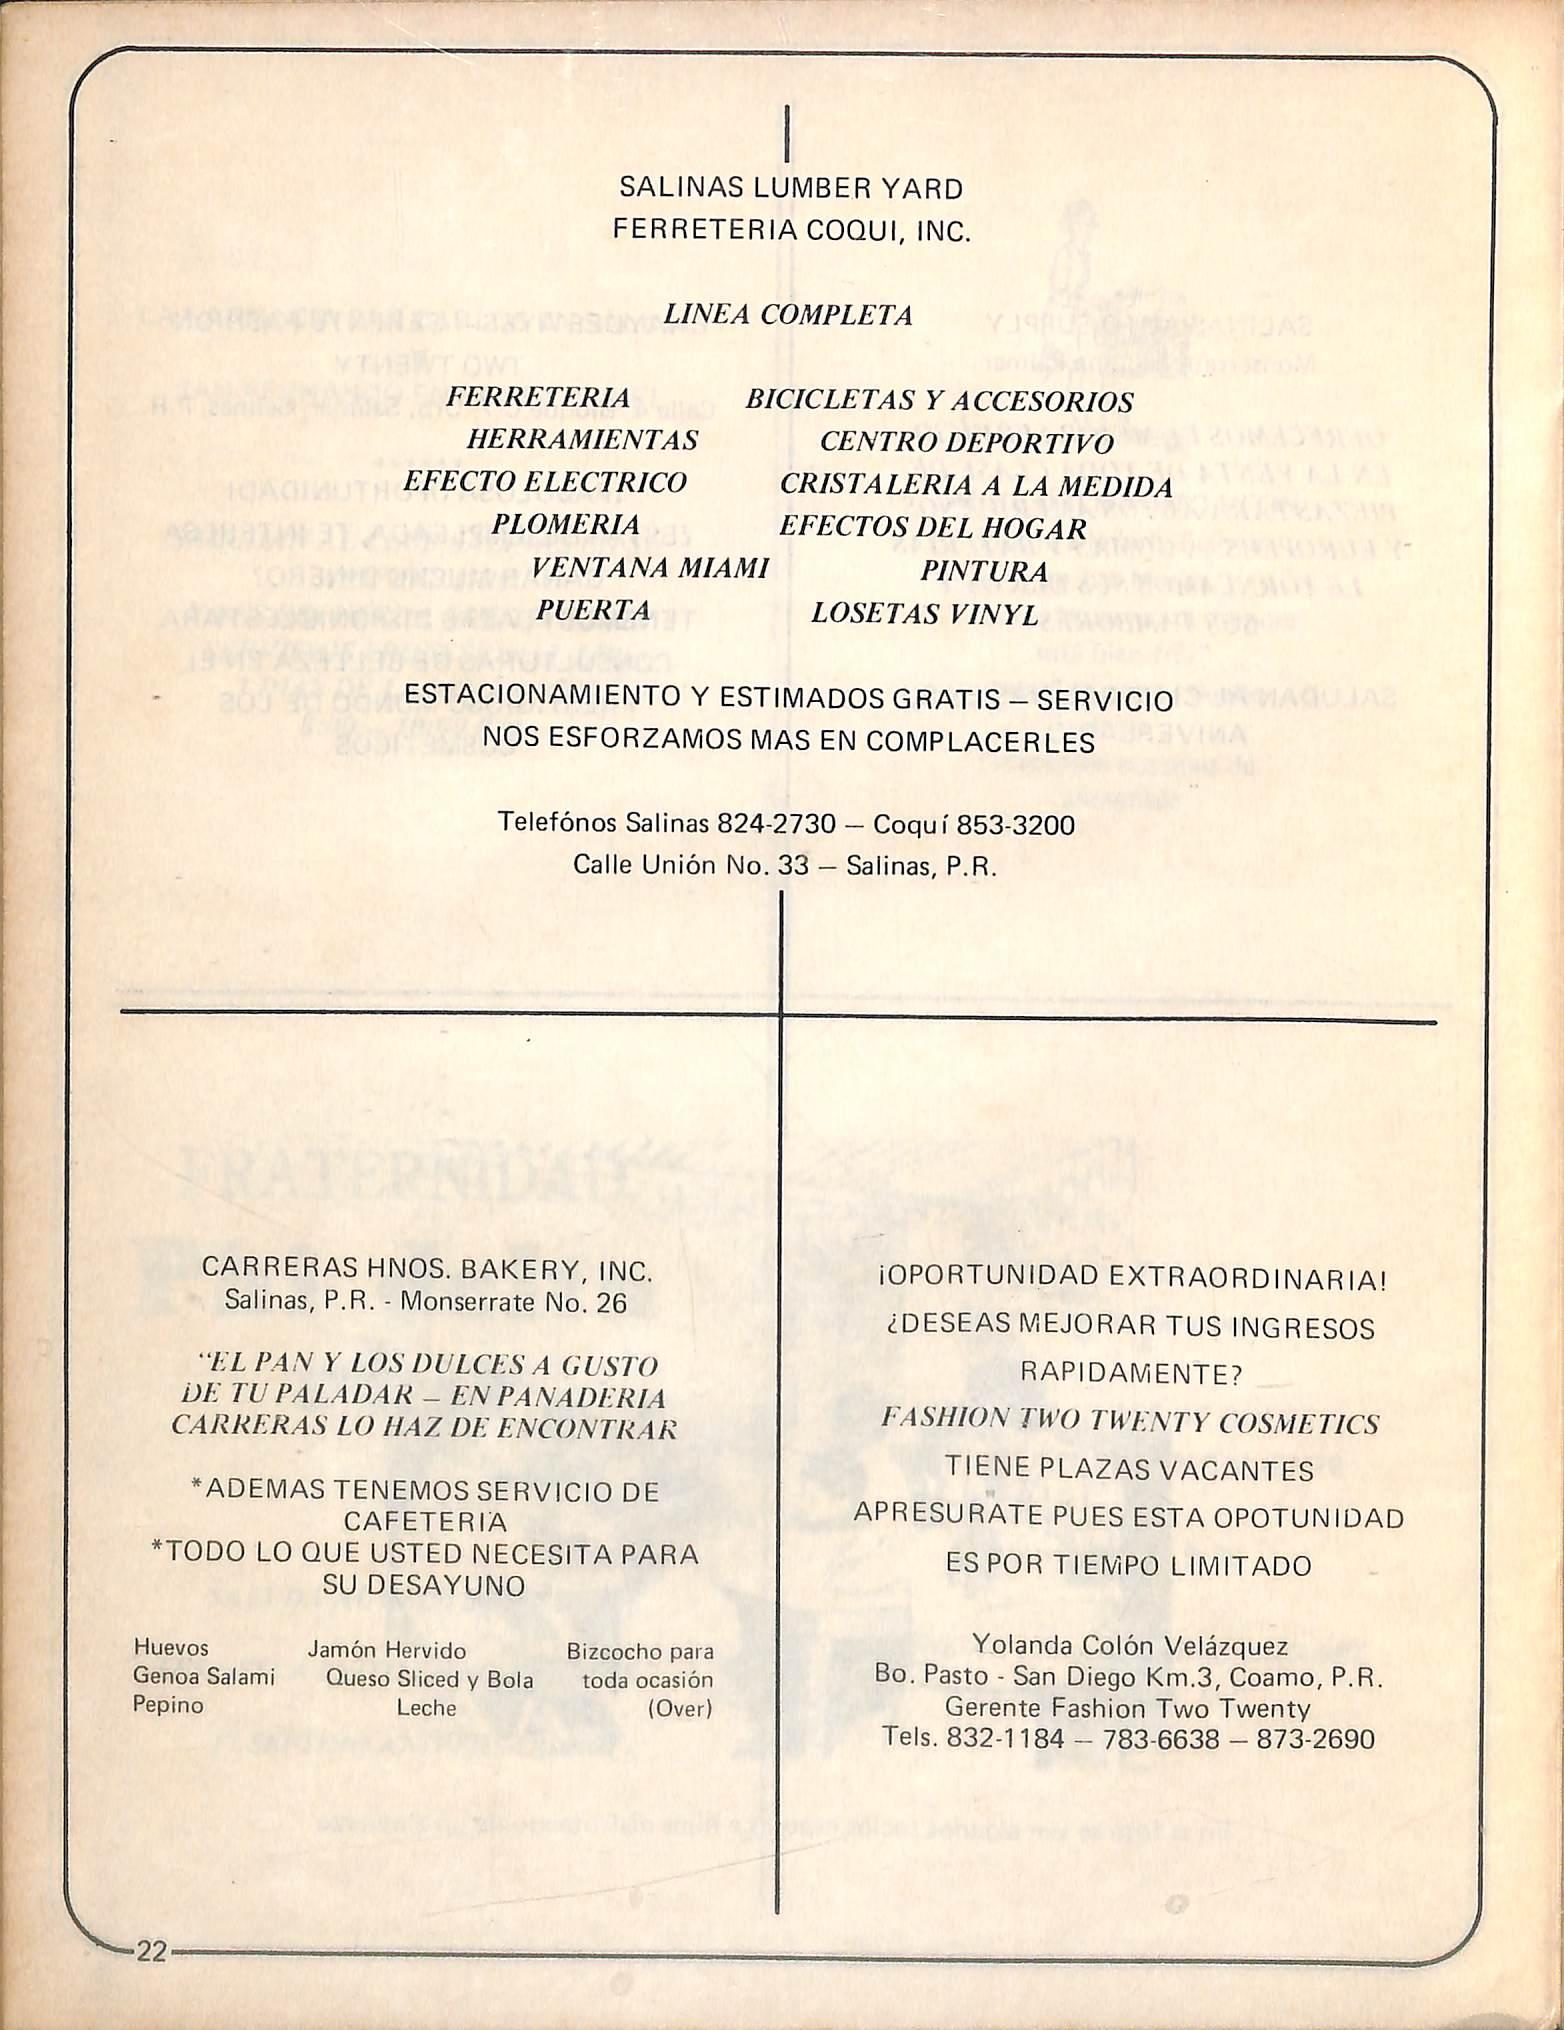 SALINAS LUMBER YARD
FERRETERIA COQUI, INC.
LINEA COMPLETA
FERRETERIA BICICLETAS Y ACCESORIOS
HERRAMIENTAS CENTRO DEPORTIVO
EFECTO ELECTRICO CRISTALERIA A LA MEDIDA
PLOMERIA EFECTOS DEL HOGAR
VENTANA MIAMI PINTURA
PUERTA LOSETAS VINYL
ESTACIONAMIENTO Y ESTIMADOS GRATIS – SERVICIO
NOS ESFORZAMOS MAS EN COMPLACERLES
Telefónos Salinas 824-2730 – Coquí 853-3200
Calle Unión No. 33 – Salinas, P.R.
CARRERAS HNOS. BAKERY, INC.
Salinas, P.R. - Monserrate No. 26
"EL PAN Y LOS DULCES A GUSTO
DE TU PALADAR – EN PANADERIA
CARRERAS LO HAZ DE ENCONTRAR
*ADEMAS TENEMOS SERVICIO DE
CAFETERIA
*TODO LO QUE USTED NECESITA PARA
SU DESAYUNO
Huevos Jamón Hervido Bizcocho para
Genoa Salami Queso Sliced y Bola toda ocasión
Pepino Leche (Over)
¡OPORTUNIDAD EXTRAORDINARIA!
¿DESEAS MEJORAR TUS INGRESOS
RAPIDAMENTE?
FASHION TWO TWENTY COSMETICS
TIENE PLAZAS VACANTES
APRESURATE PUES ESTA OPOTUNIDAD
ES POR TIEMPO LIMITADO
Yolanda Colón Velázquez
Bo. Pasto - San Diego Km.3, Coamo, P.R.
Gerente Fashion Two Twenty
Tels. 832-1184 – 783-6638 – 873-2690
22